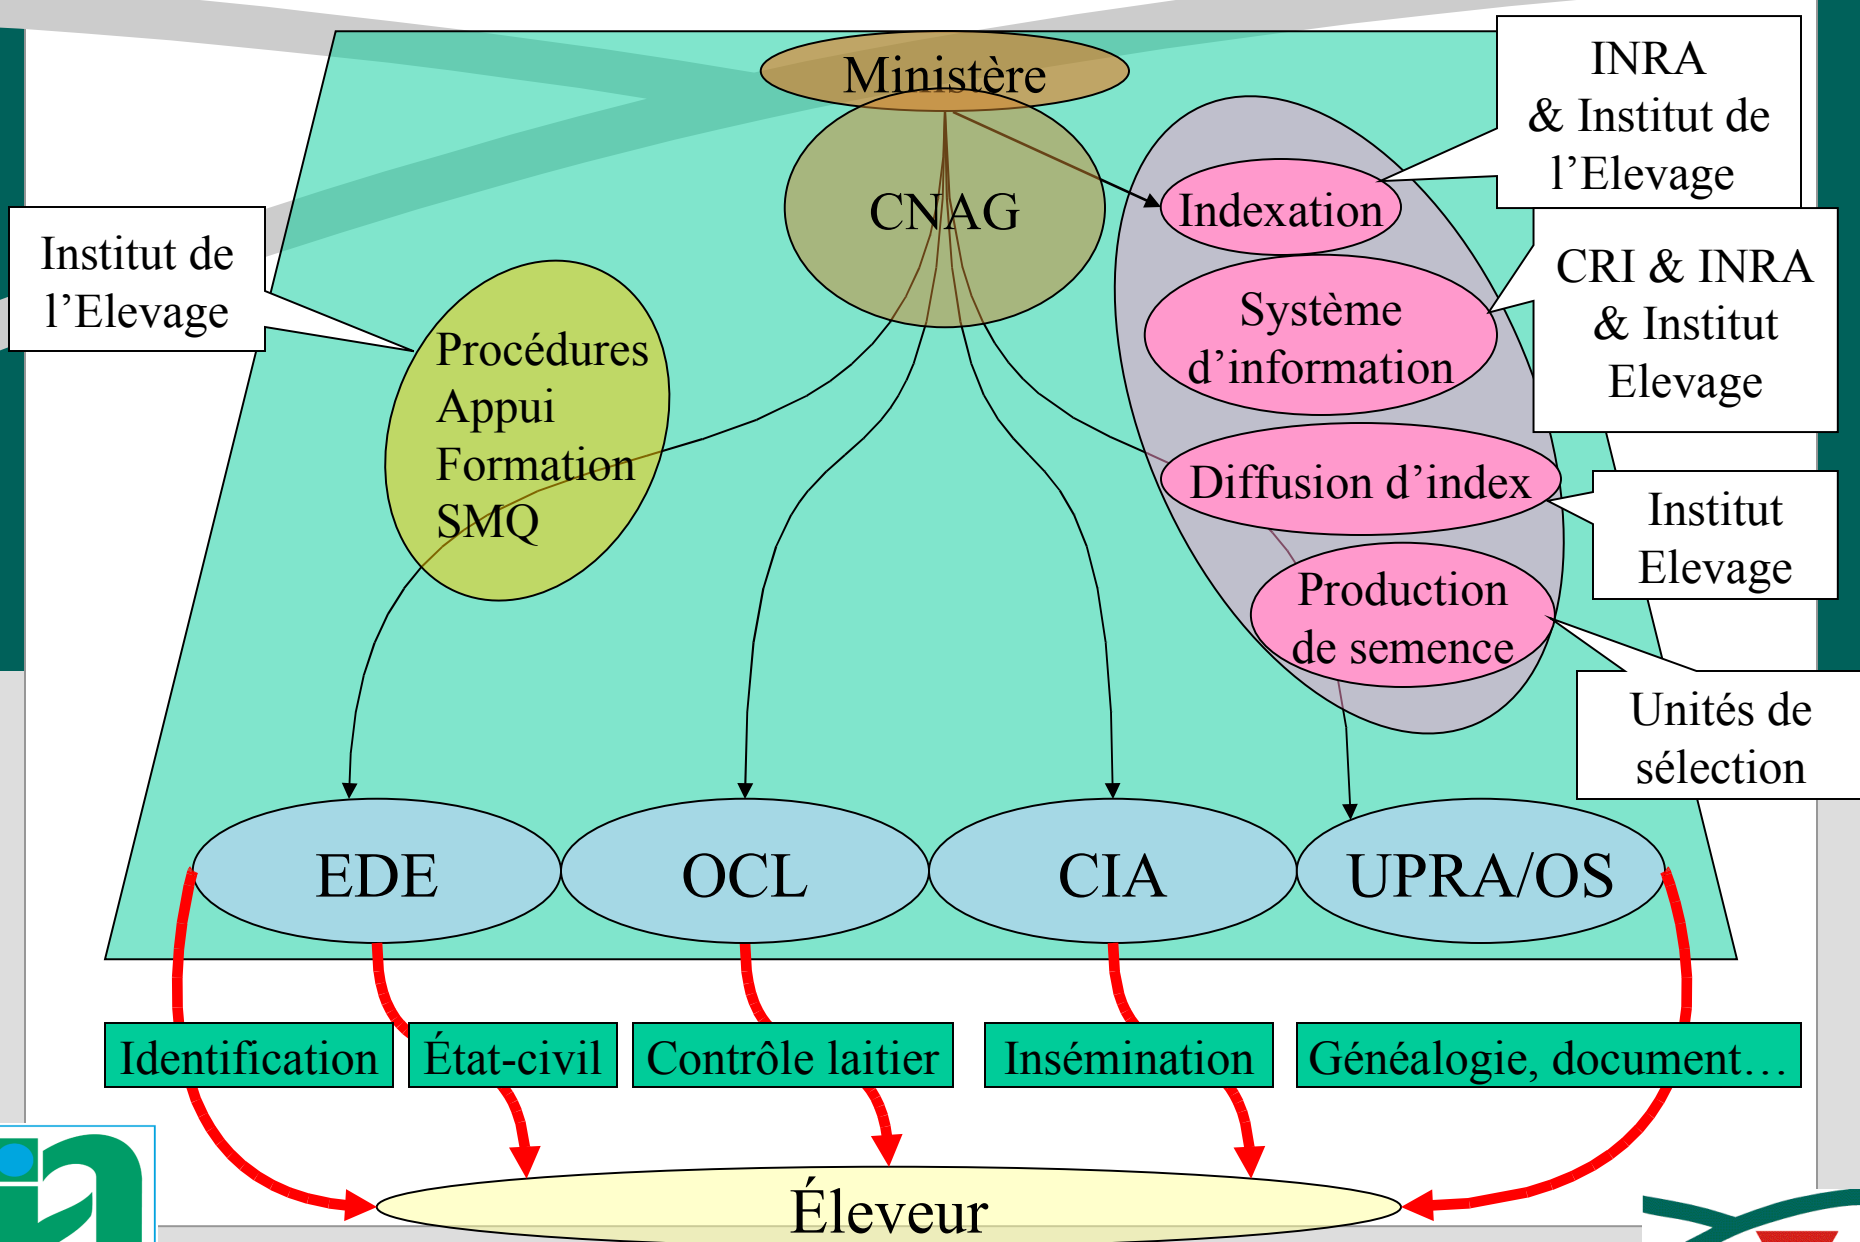 Ministère
CNAG
INRA
& Institut de
l’Elevage
Indexation
Institut de
l’Elevage
Système
d’information
CRI & INRA
& Institut
Elevage
Procédures
Appui
Formation
SMQ
Diffusion d’index
Institut
Elevage
Production
de semence
Unités de
sélection
EDE
OCL
CIA
UPRA/OS
Identification
État-civil
Contrôle laitier
Insémination
Généalogie, document…
Éleveur